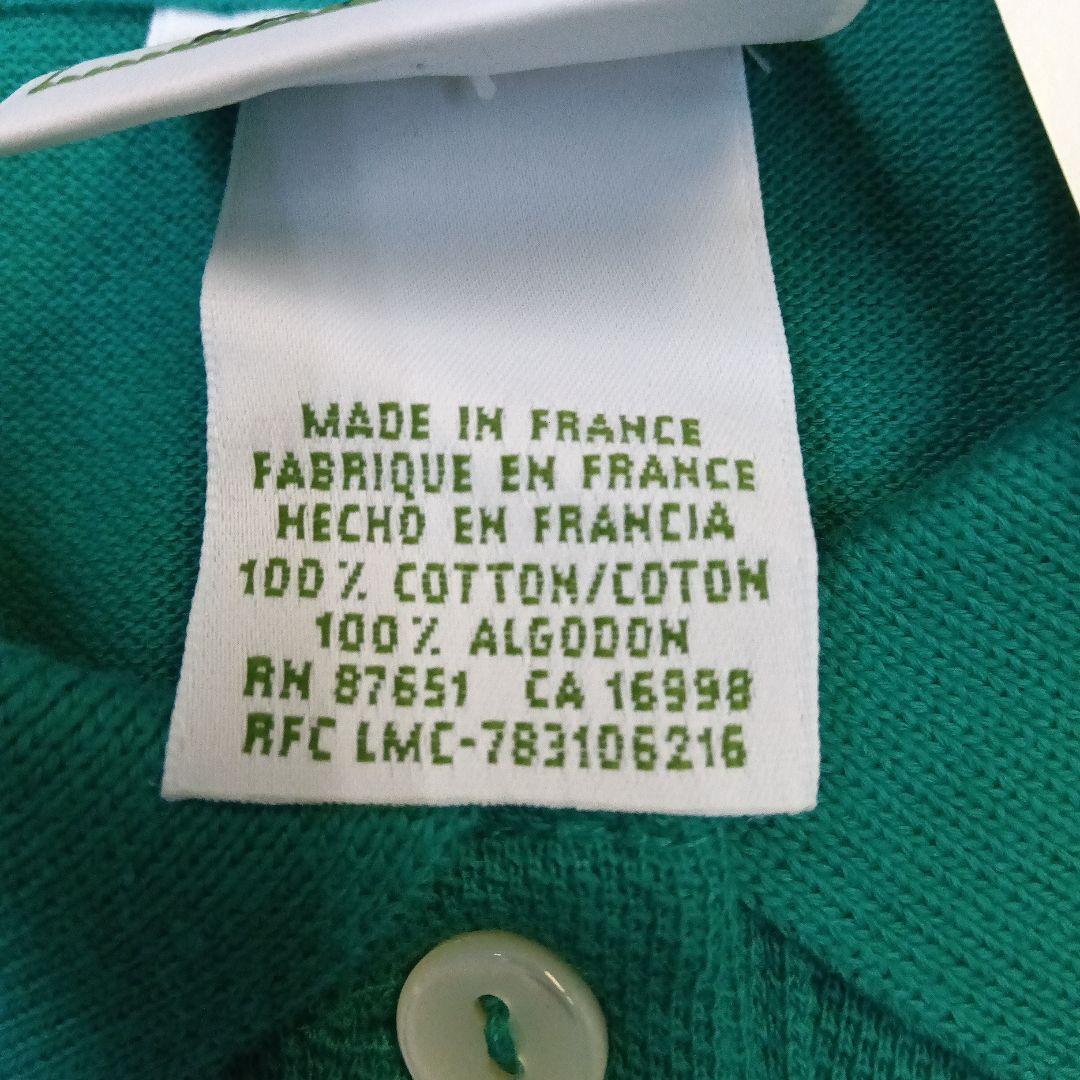 MADE IN FRANCE
FABRIQUE EN FRANCE
HECHO EN FRANCIA
100% COTTON/COTON
100% ALGODON
RN 87651 CA 16998
RFC LMC-783106216